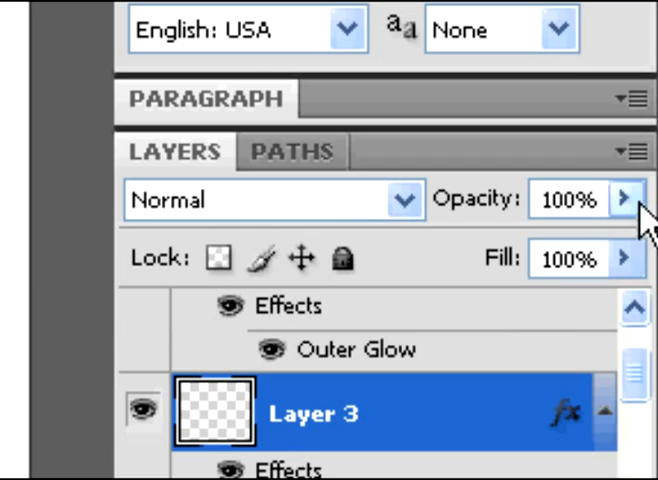 English: USA aa None
PARAGRAPH
LAYERS PATHS
Normal Opacity: 100%
Lock: Fill: 100%
Effects
Outer Glow
Layer 3 fx
Effects